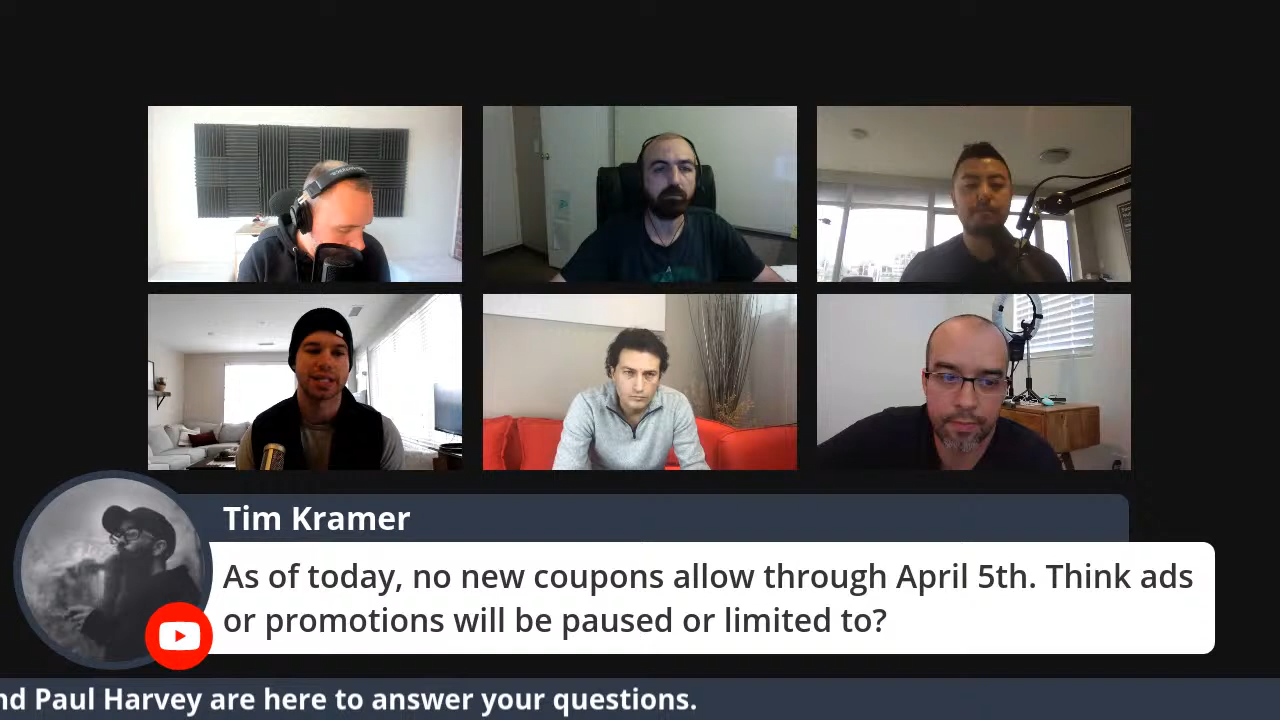 Tim Kramer
As of today, no new coupons allow through April 5th. Think ads
or promotions will be paused or limited to?
nd Paul Harvey are here to answer your questions.